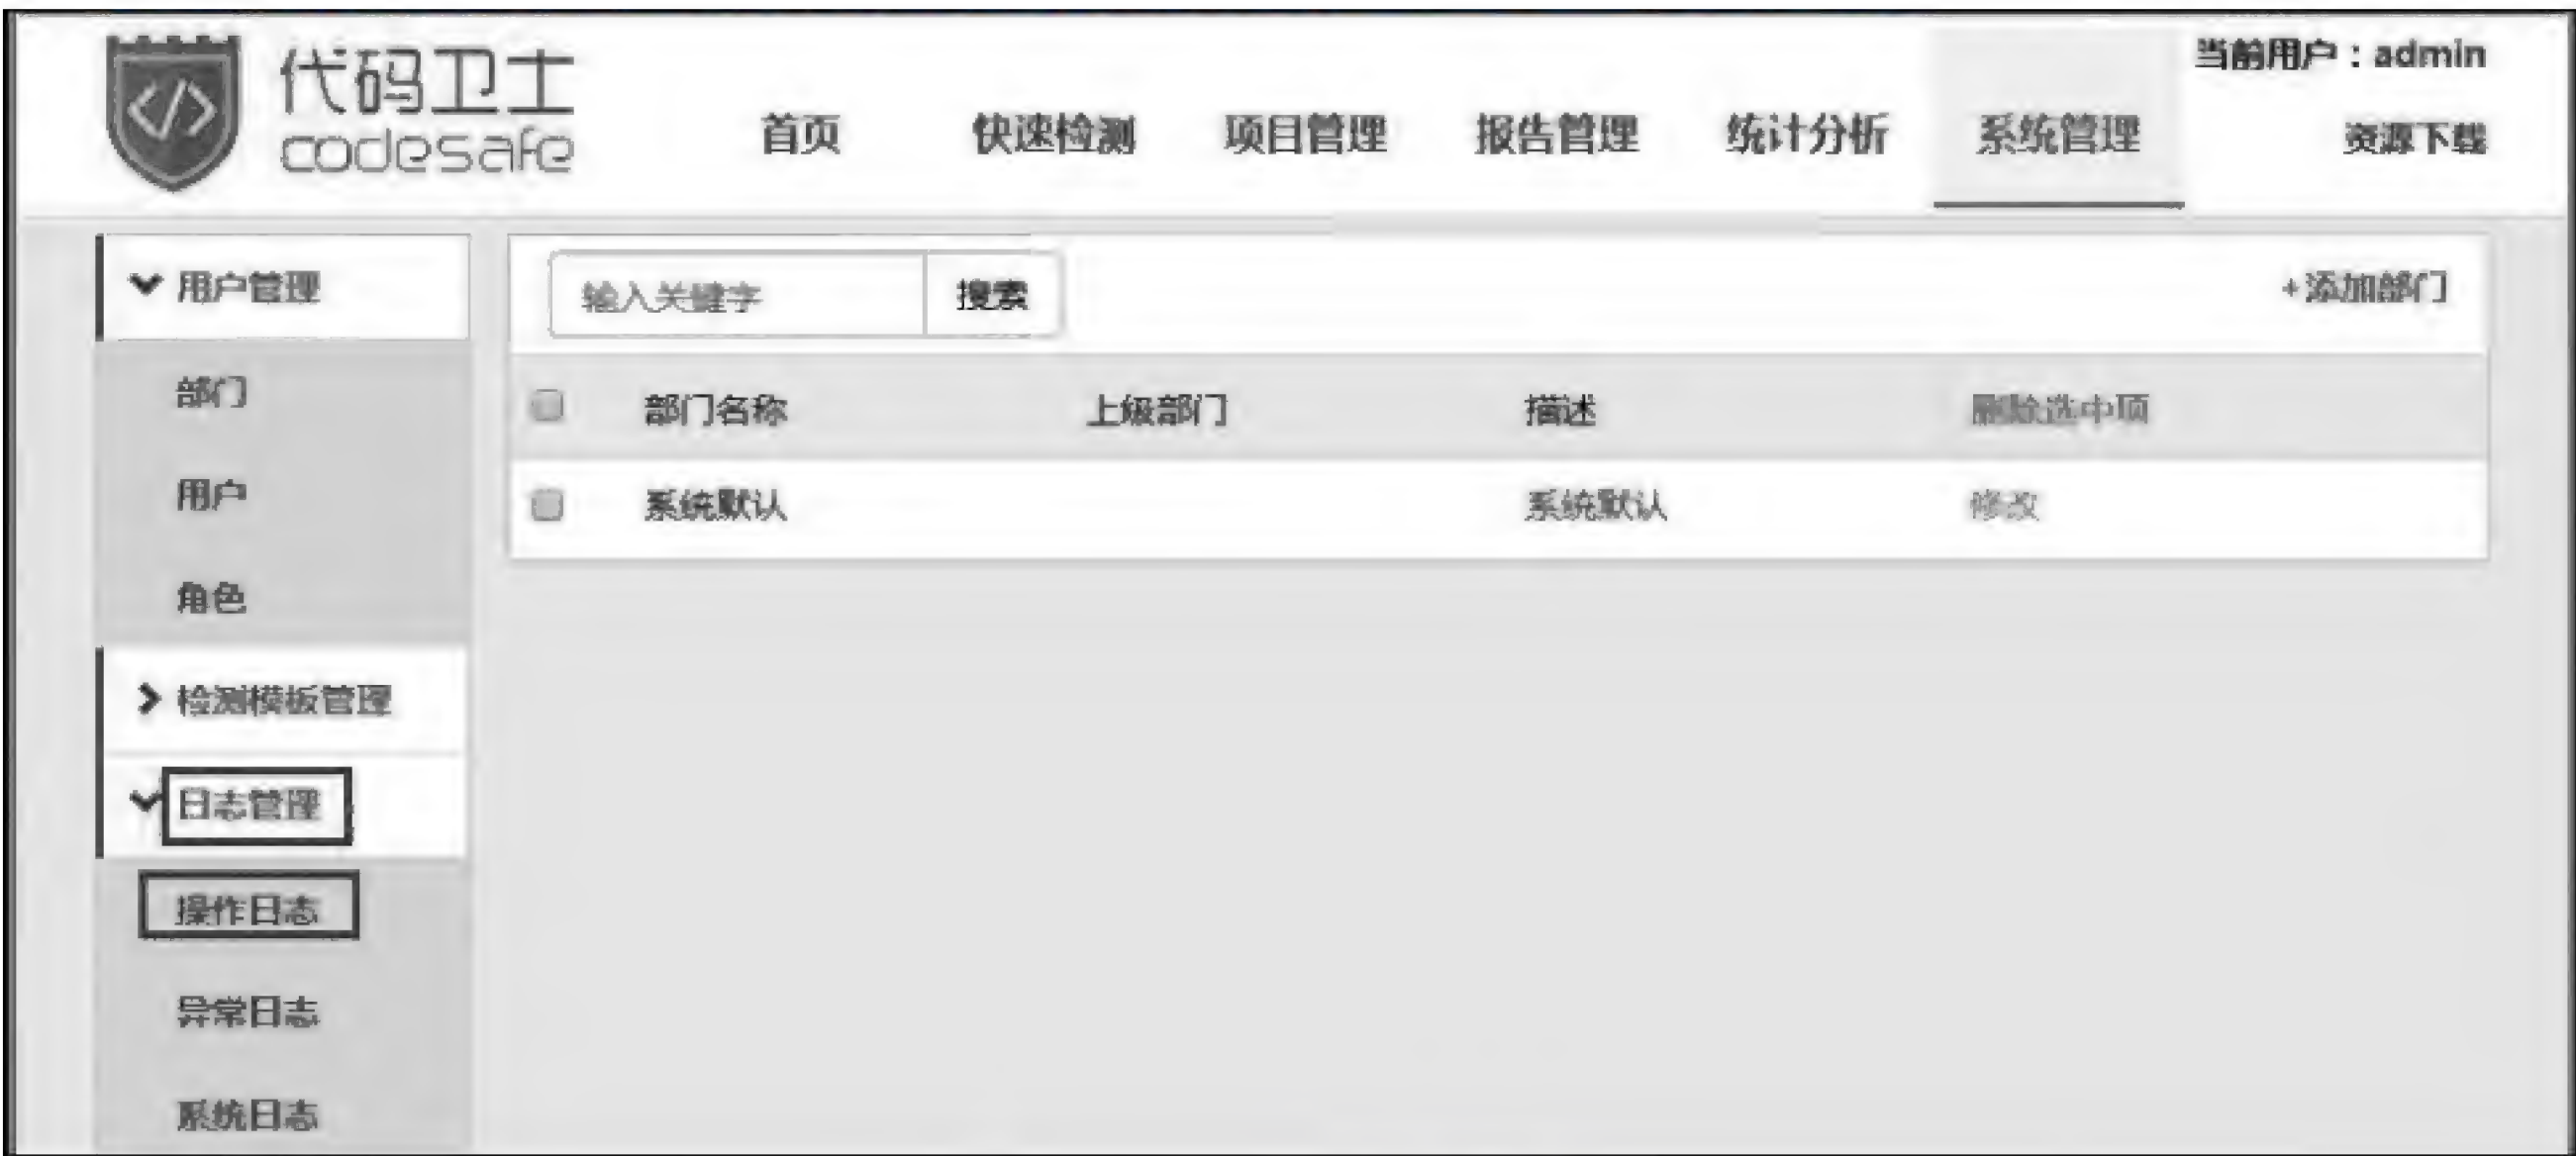 代码卫士
codesafe
当前用户：admin
首页 快速检测 项目管理 报告管理 统计分析 系统管理 资源下载
用户管理
部门
用户
角色
检测模板管理
日志管理
操作日志
异常日志
系统日志
输入关键字 搜索 +添加部门
部门名称 上级部门 描述 删除选中项
系统默认 系统默认 修改